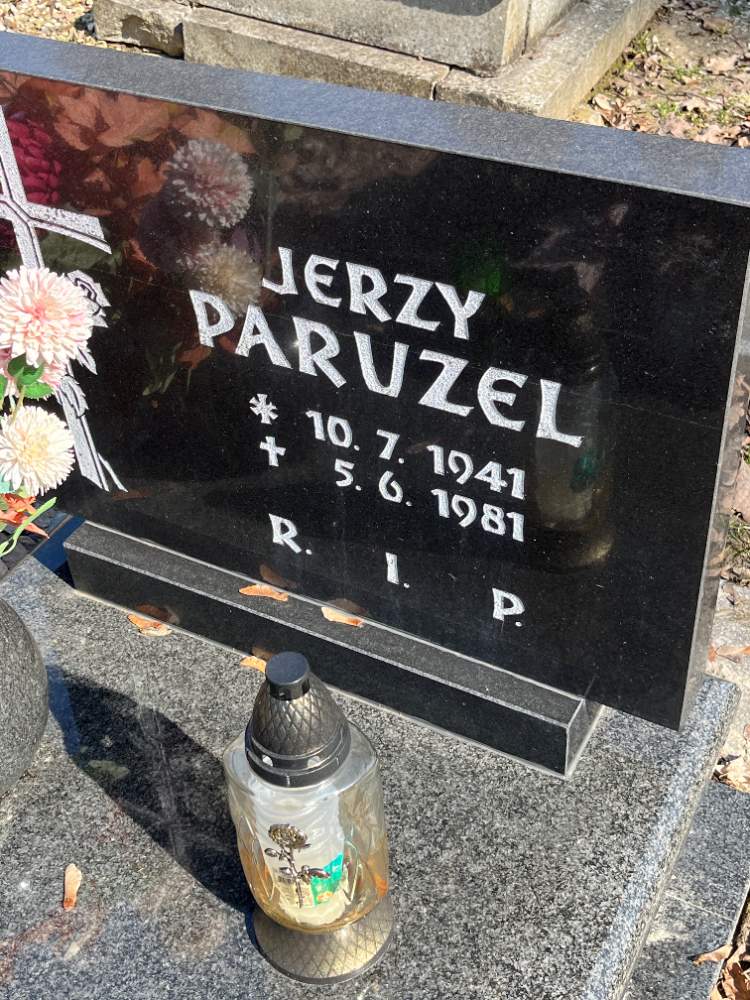 JERZY
PARUZEL
* 10. 7. 1941
✝ 5. 6. 1981
R. I. P.